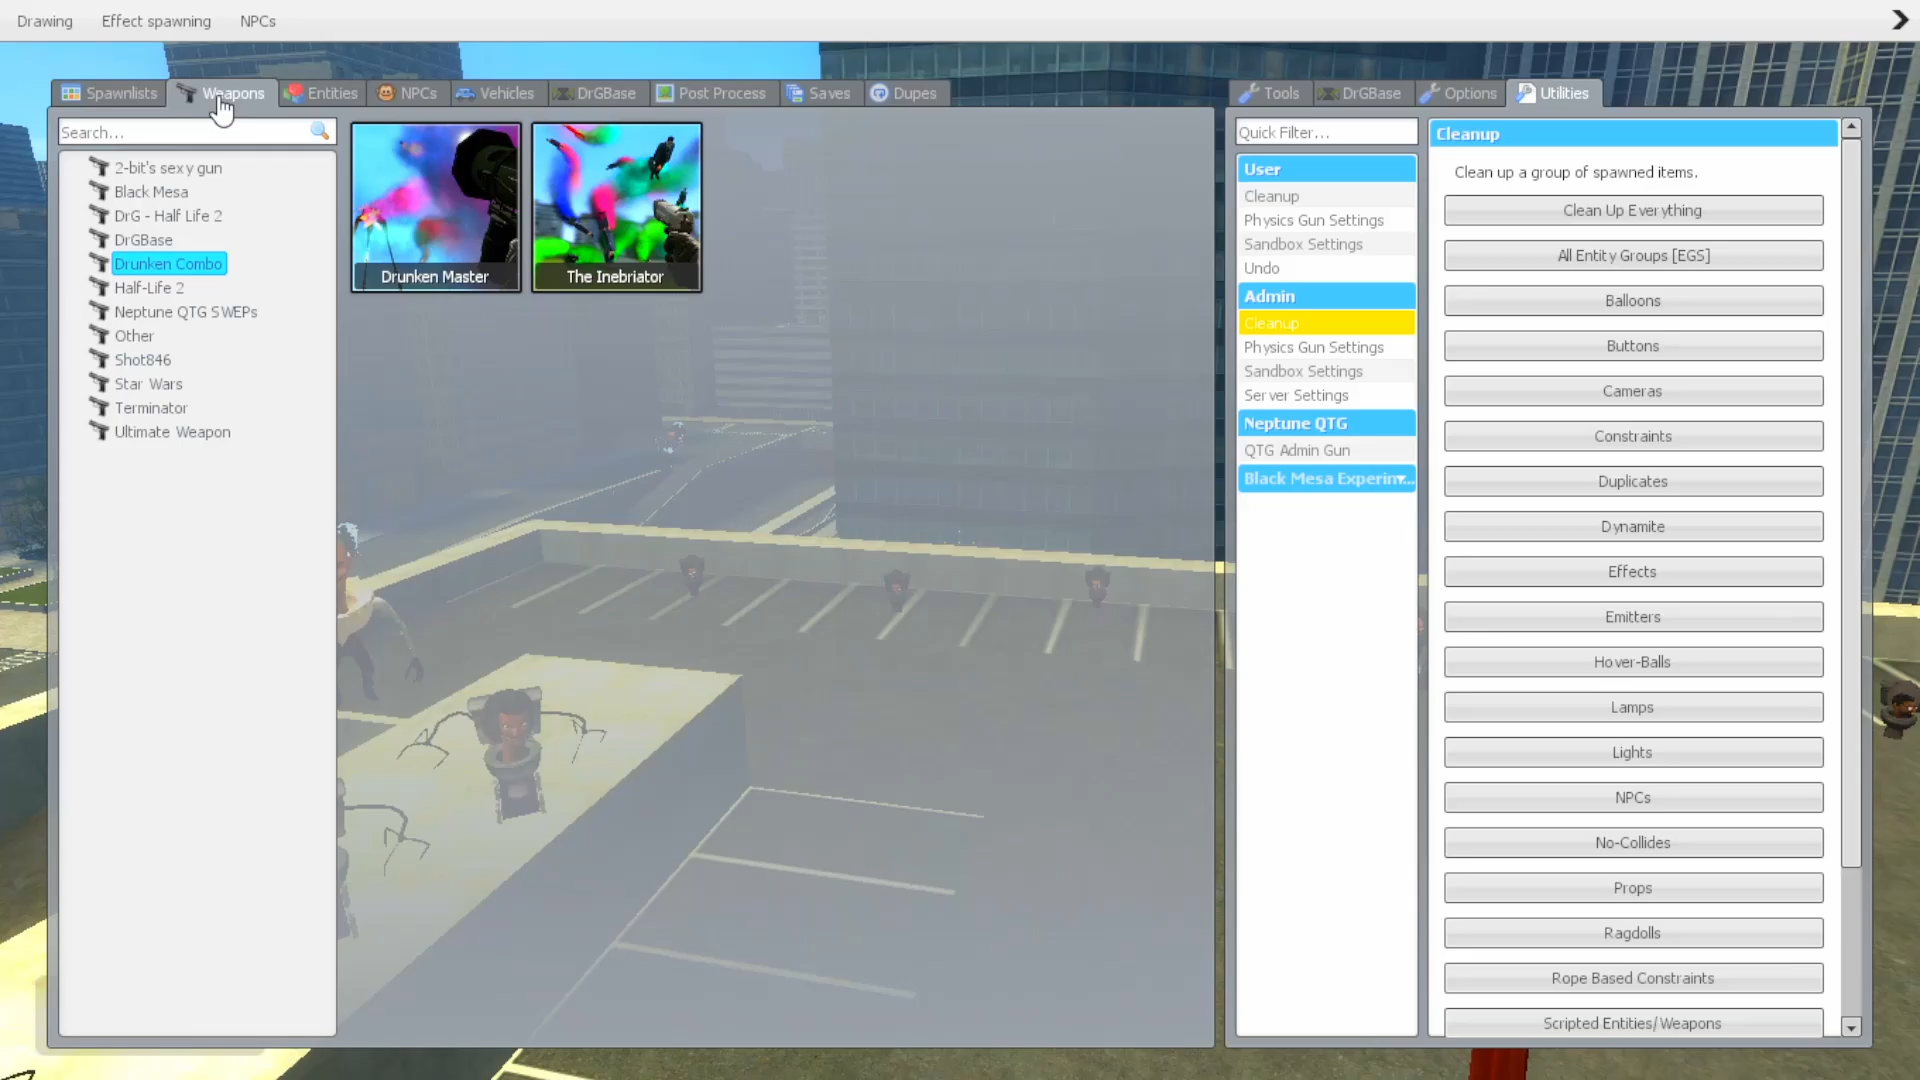 Drawing
Effect spawning
NPCs
Spawnlists
Weapons
Entities
NPCs
Vehicles
DrGBase
Post Process
Saves
Dupes
Search...
2-bit's sexy gun
Black Mesa
DrG - Half Life 2
DrGBase
Drunken Combo
Half-Life 2
Neptune QTG SWEPs
Other
Shot846
Star Wars
Terminator
Ultimate Weapon
Drunken Master
The Inebriator
Tools
DrGBase
Options
Utilities
Quick Filter...
User
Cleanup
Physics Gun Settings
Sandbox Settings
Undo
Admin
Cleanup
Physics Gun Settings
Sandbox Settings
Server Settings
Neptune QTG
QTG Admin Gun
Black Mesa Experim...
Cleanup
Clean up a group of spawned items.
Clean Up Everything
All Entity Groups [EGS]
Balloons
Buttons
Cameras
Constraints
Duplicates
Dynamite
Effects
Emitters
Hover-Balls
Lamps
Lights
NPCs
No-Collides
Props
Ragdolls
Rope Based Constraints
Scripted Entities/Weapons